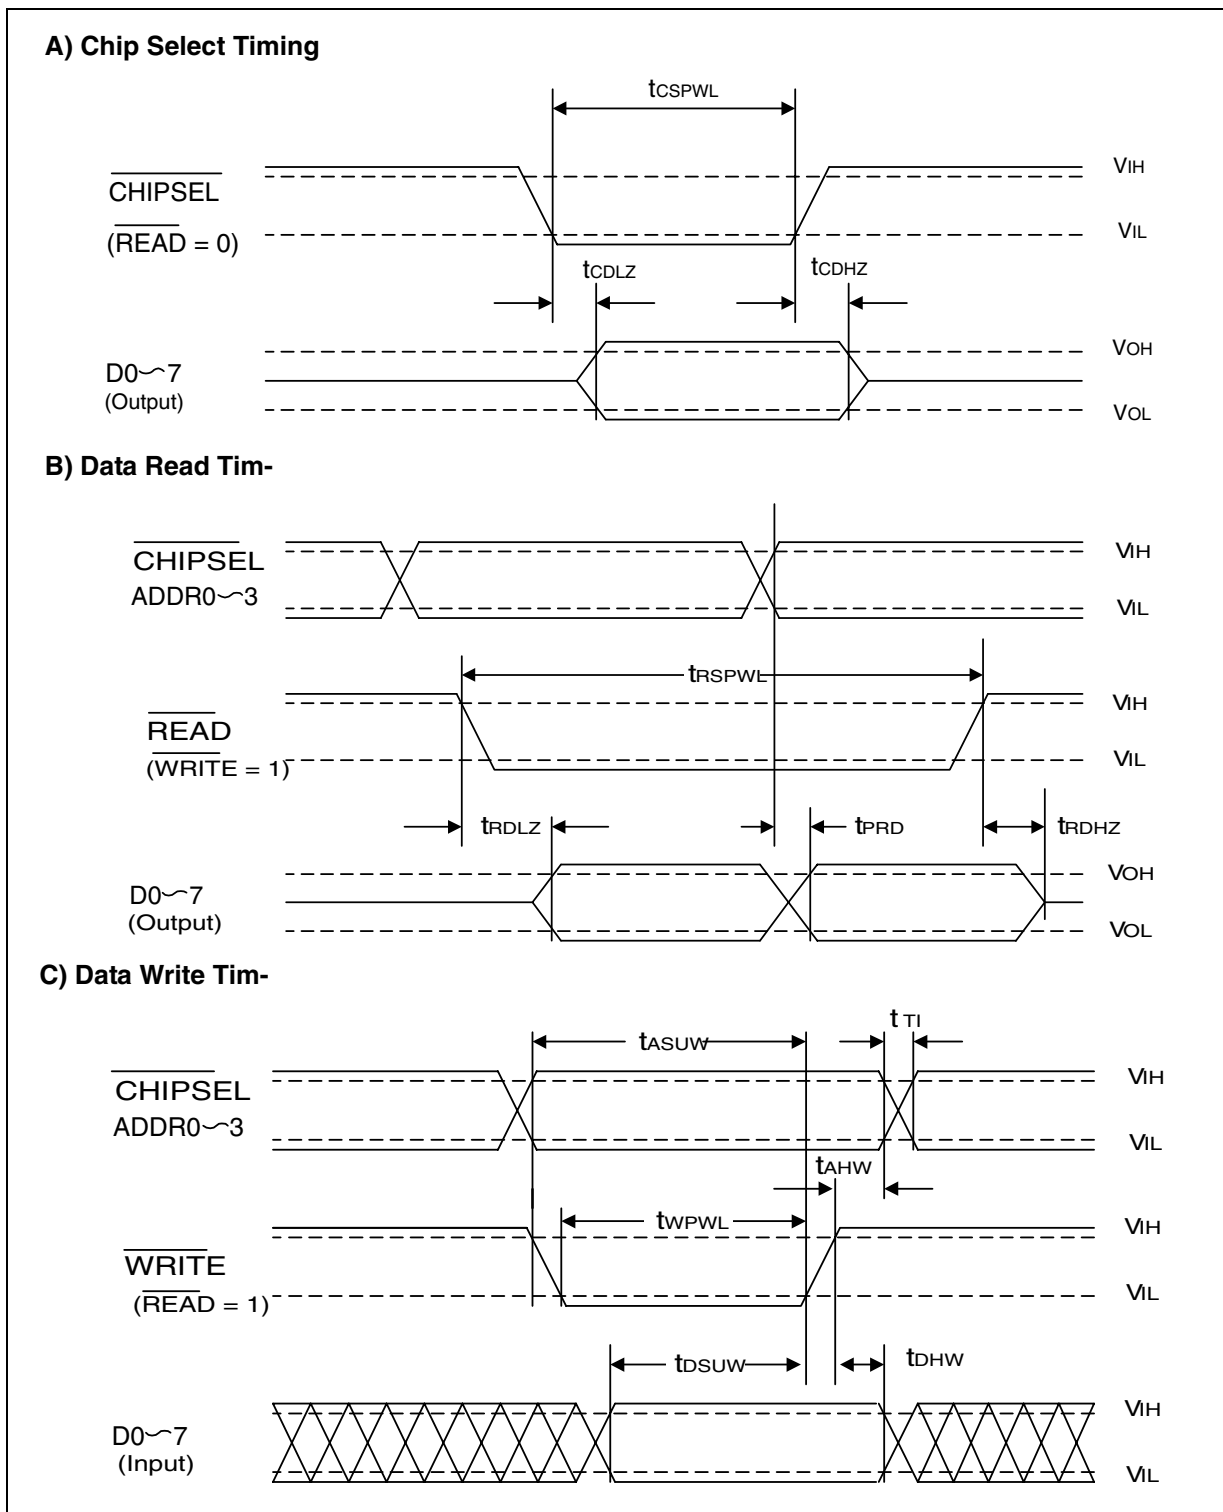 A) Chip Select Timing
tCSPWL
CHIPSEL
VIH
(READ = 0)
VIL
tCDLZ
tCDHZ
D0~7
VOH
(Output)
VOL
B) Data Read Tim-
CHIPSEL
VIH
ADDR0~3
VIL
tRSPWL
READ
VIH
(WRITE = 1)
VIL
tRDLZ
tPRD
tRDHZ
D0~7
VOH
(Output)
VOL
C) Data Write Tim-
tTI
tASUW
CHIPSEL
VIH
ADDR0~3
VIL
tAHW
tWPWL
VIH
WRITE
(READ = 1)
VIL
tDSUW
tDHW
VIH
D0~7
(Input)
VIL